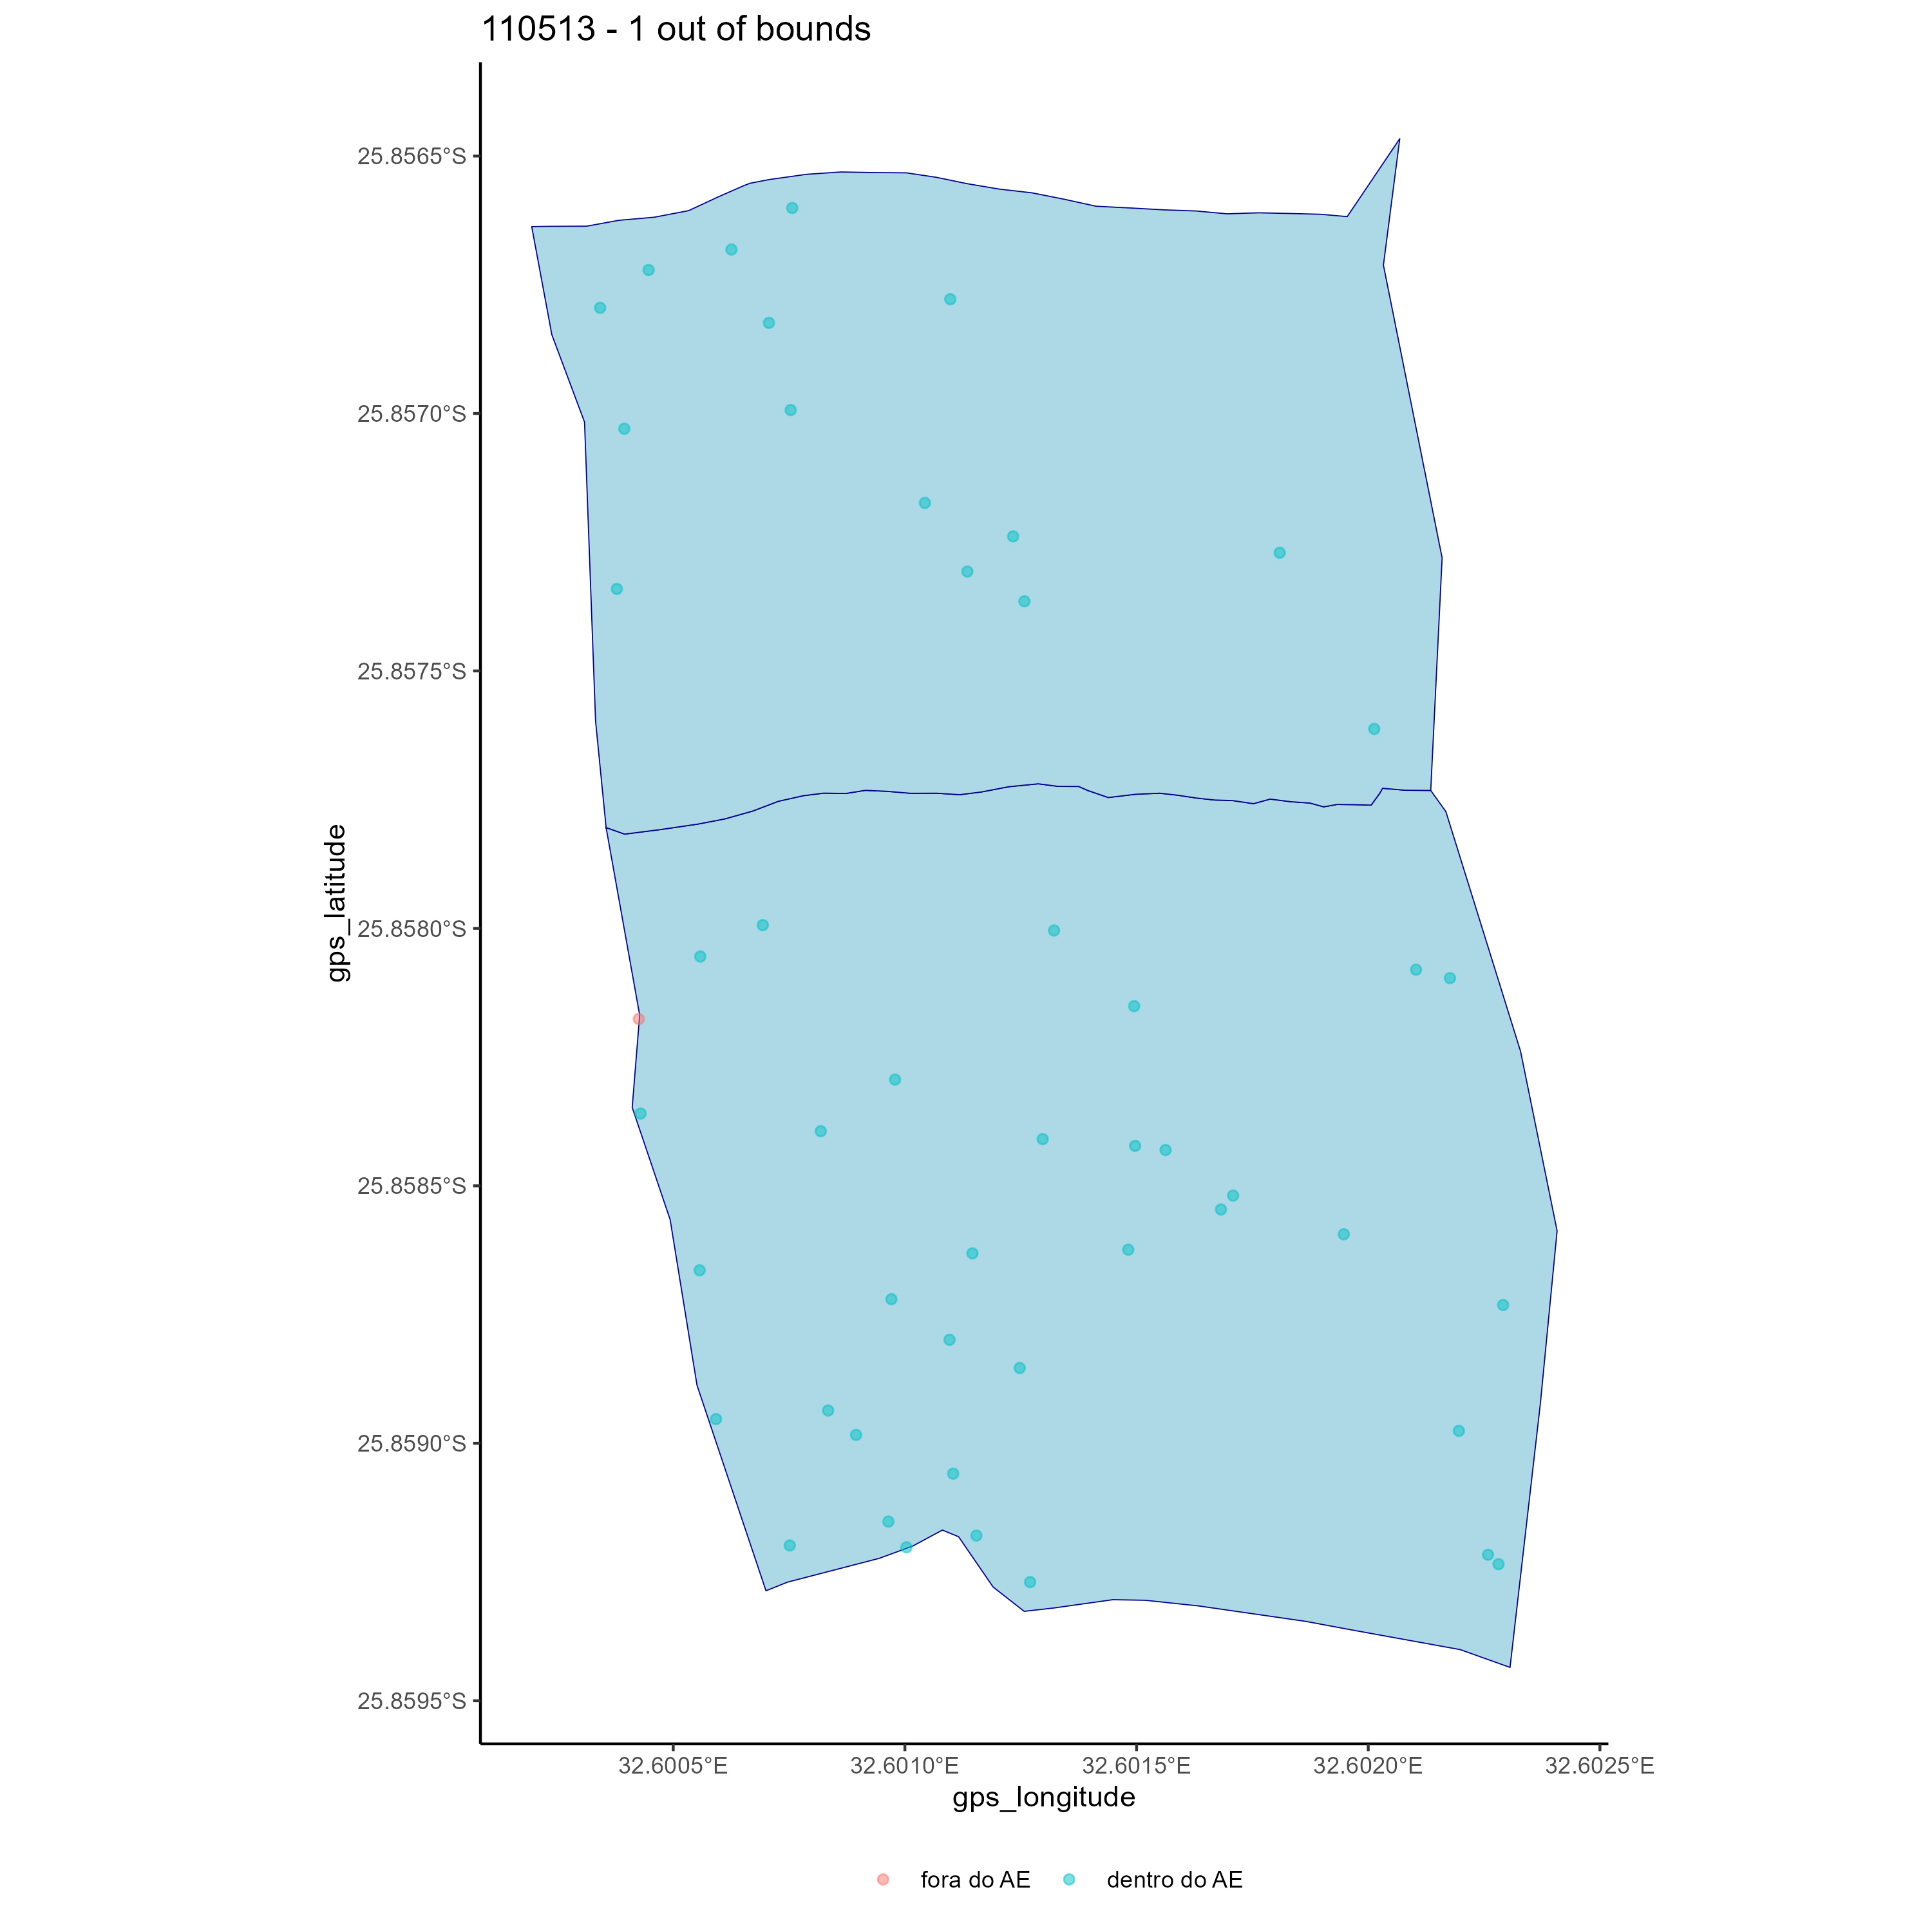 110513 - 1 out of bounds
25.8565°S
25.8570°S
25.8575°S
25.8580°S
25.8585°S
25.8590°S
25.8595°S
gps_latitude
32.6005°E 32.6010°E 32.6015°E 32.6020°E 32.6025°E
gps_longitude
fora do AE dentro do AE